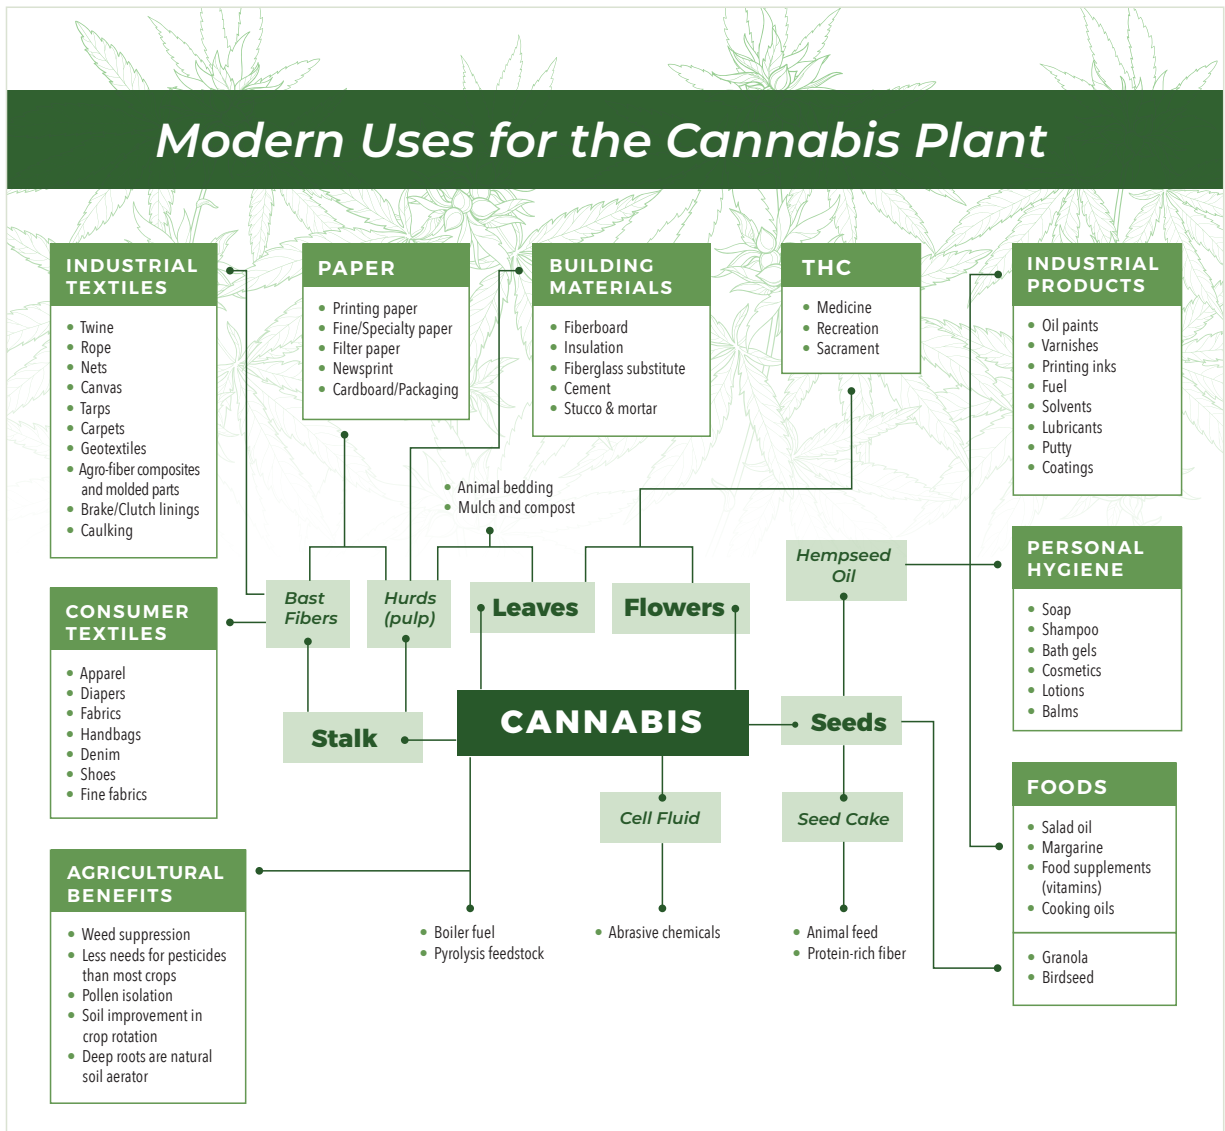 Modern Uses for the Cannabis Plant
INDUSTRIAL
TEXTILES
• Twine
• Rope
• Nets
• Canvas
• Tarps
• Carpets
• Geotextiles
• Agro-fiber composites
and molded parts
• Brake/Clutch linings
• Caulking
PAPER
• Printing paper
• Fine/Specialty paper
• Filter paper
• Newsprint
• Cardboard/Packaging
BUILDING
MATERIALS
• Fiberboard
• Insulation
• Fiberglass substitute
• Cement
• Stucco & mortar
THC
• Medicine
• Recreation
• Sacrament
INDUSTRIAL
PRODUCTS
• Oil paints
• Varnishes
• Printing inks
• Fuel
• Solvents
• Lubricants
• Putty
• Coatings
• Animal bedding
• Mulch and compost
CONSUMER
TEXTILES
• Apparel
• Diapers
• Fabrics
• Handbags
• Denim
• Shoes
• Fine fabrics
Bast
Fibers
Hurds
(pulp)
Leaves
Flowers
Hempseed
Oil
PERSONAL
HYGIENE
• Soap
• Shampoo
• Bath gels
• Cosmetics
• Lotions
• Balms
Stalk
CANNABIS
Seeds
Cell Fluid
Seed Cake
FOODS
• Salad oil
• Margarine
• Food supplements
(vitamins)
• Cooking oils
• Granola
• Birdseed
AGRICULTURAL
BENEFITS
• Weed suppression
• Less needs for pesticides
than most crops
• Pollen isolation
• Soil improvement in
crop rotation
• Deep roots are natural
soil aerator
• Boiler fuel
• Pyrolysis feedstock
• Abrasive chemicals
• Animal feed
• Protein-rich fiber